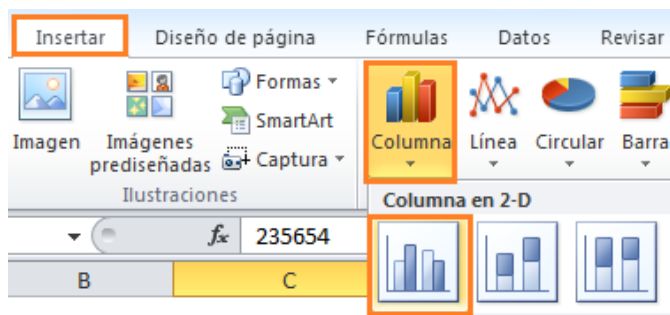 Insertar Diseño de página Fórmulas Datos Revisar
Formas
SmartArt
Imagen Imágenes prediseñadas Captura Columna Línea Circular Barra
Ilustraciones
Columna en 2-D
fx 235654
B C